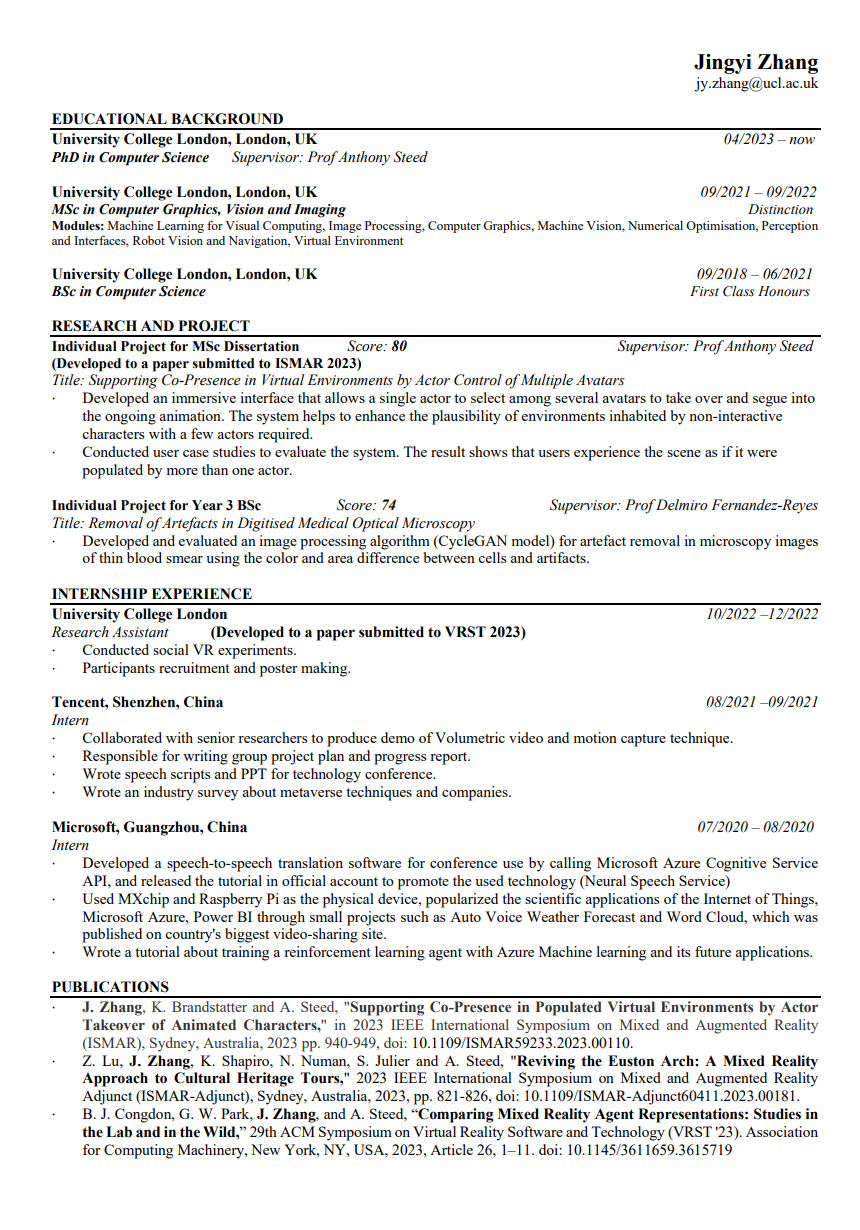 Jingyi Zhang
jy.zhang@ucl.ac.uk
EDUCATIONAL BACKGROUND
University College London, London, UK 04/2023 – now
PhD in Computer Science Supervisor: Prof Anthony Steed
University College London, London, UK 09/2021 – 09/2022
MSc in Computer Graphics, Vision and Imaging Distinction
Modules: Machine Learning for Visual Computing, Image Processing, Computer Graphics, Machine Vision, Numerical Optimisation, Perception
and Interfaces, Robot Vision and Navigation, Virtual Environment
University College London, London, UK 09/2018 – 06/2021
BSc in Computer Science First Class Honours
RESEARCH AND PROJECT
Individual Project for MSc Dissertation Score: 80 Supervisor: Prof Anthony Steed
(Developed to a paper submitted to ISMAR 2023)
Title: Supporting Co-Presence in Virtual Environments by Actor Control of Multiple Avatars
· Developed an immersive interface that allows a single actor to select among several avatars to take over and segue into
the ongoing animation. The system helps to enhance the plausibility of environments inhabited by non-interactive
characters with a few actors required.
· Conducted user case studies to evaluate the system. The result shows that users experience the scene as if it were
populated by more than one actor.
Individual Project for Year 3 BSc Score: 74 Supervisor: Prof Delmiro Fernandez-Reyes
Title: Removal of Artefacts in Digitised Medical Optical Microscopy
· Developed and evaluated an image processing algorithm (CycleGAN model) for artefact removal in microscopy images
of thin blood smear using the color and area difference between cells and artifacts.
INTERNSHIP EXPERIENCE
University College London 10/2022 –12/2022
Research Assistant (Developed to a paper submitted to VRST 2023)
· Conducted social VR experiments.
· Participants recruitment and poster making.
Tencent, Shenzhen, China 08/2021 –09/2021
Intern
· Collaborated with senior researchers to produce demo of Volumetric video and motion capture technique.
· Responsible for writing group project plan and progress report.
· Wrote speech scripts and PPT for technology conference.
· Wrote an industry survey about metaverse techniques and companies.
Microsoft, Guangzhou, China 07/2020 – 08/2020
Intern
· Developed a speech-to-speech translation software for conference use by calling Microsoft Azure Cognitive Service
API, and released the tutorial in official account to promote the used technology (Neural Speech Service)
· Used MXchip and Raspberry Pi as the physical device, popularized the scientific applications of the Internet of Things,
Microsoft Azure, Power BI through small projects such as Auto Voice Weather Forecast and Word Cloud, which was
published on country's biggest video-sharing site.
· Wrote a tutorial about training a reinforcement learning agent with Azure Machine learning and its future applications.
PUBLICATIONS
· J. Zhang, K. Brandstatter and A. Steed, "Supporting Co-Presence in Populated Virtual Environments by Actor
Takeover of Animated Characters," in 2023 IEEE International Symposium on Mixed and Augmented Reality
(ISMAR), Sydney, Australia, 2023 pp. 940-949, doi: 10.1109/ISMAR59233.2023.00110.
· Z. Lu, J. Zhang, K. Shapiro, N. Numan, S. Julier and A. Steed, "Reviving the Euston Arch: A Mixed Reality
Approach to Cultural Heritage Tours," 2023 IEEE International Symposium on Mixed and Augmented Reality
Adjunct (ISMAR-Adjunct), Sydney, Australia, 2023, pp. 821-826, doi: 10.1109/ISMAR-Adjunct60411.2023.00181.
· B. J. Congdon, G. W. Park, J. Zhang, and A. Steed, “Comparing Mixed Reality Agent Representations: Studies in
the Lab and in the Wild,” 29th ACM Symposium on Virtual Reality Software and Technology (VRST '23). Association
for Computing Machinery, New York, NY, USA, 2023, Article 26, 1–11. doi: 10.1145/3611659.3615719